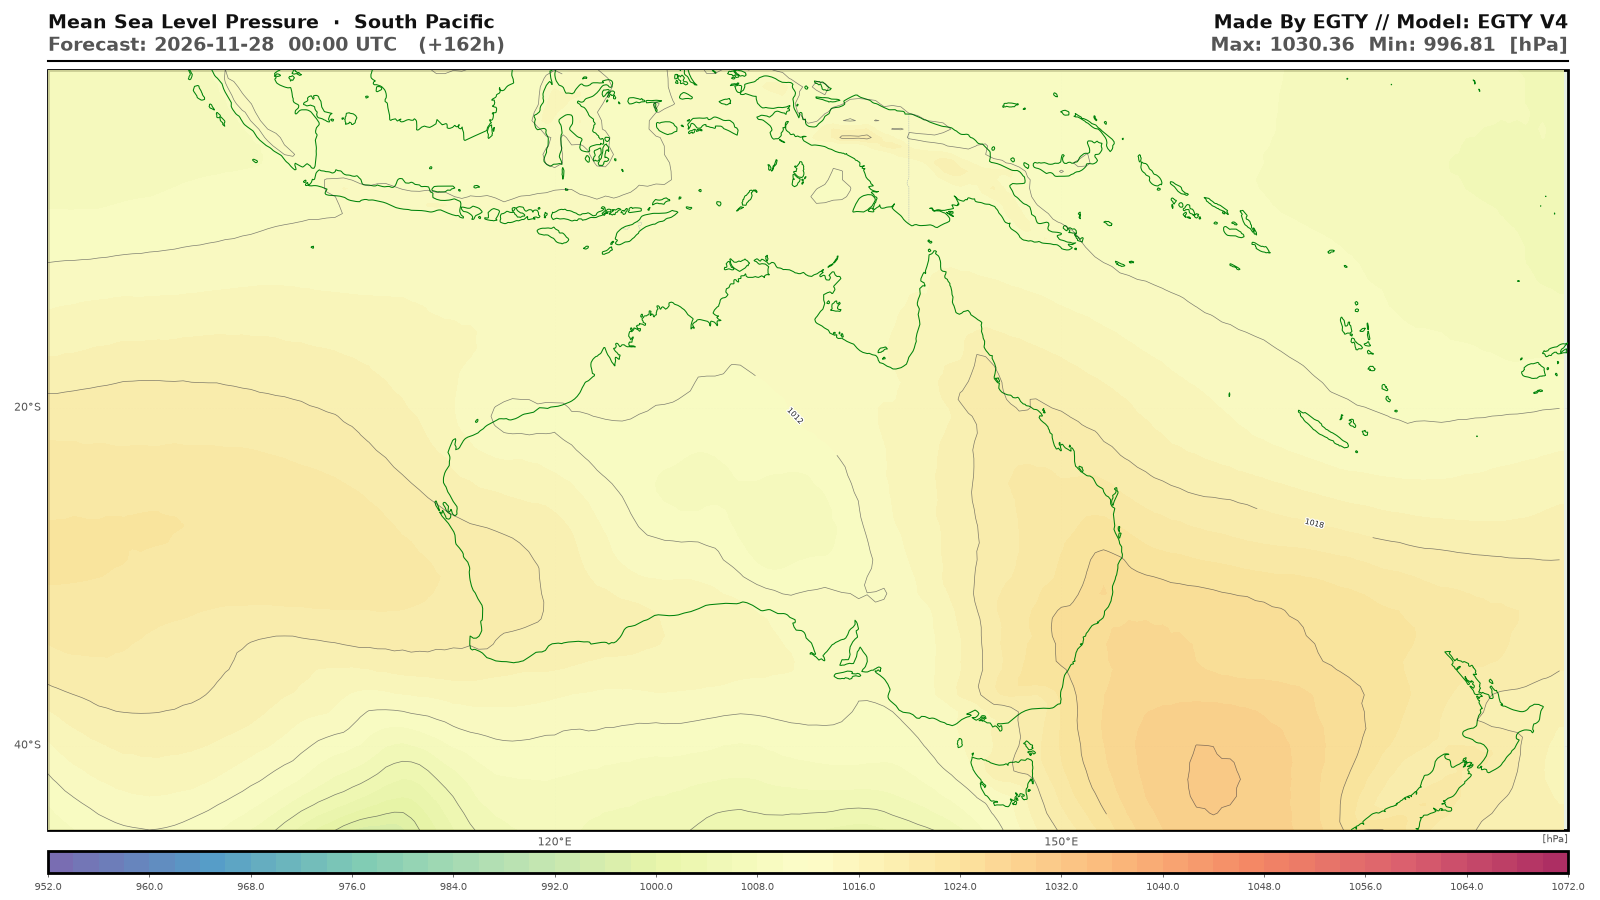 Mean Sea Level Pressure · South Pacific
Made By EGTY // Model: EGTY V4
Forecast: 2026-11-28 00:00 UTC (+162h)
Max: 1030.36 Min: 996.81 [hPa]
20°S
1012
1018
40°S
120°E
150°E
[hPa]
952.0
960.0
968.0
976.0
984.0
992.0
1000.0
1008.0
1016.0
1024.0
1032.0
1040.0
1048.0
1056.0
1064.0
1072.0